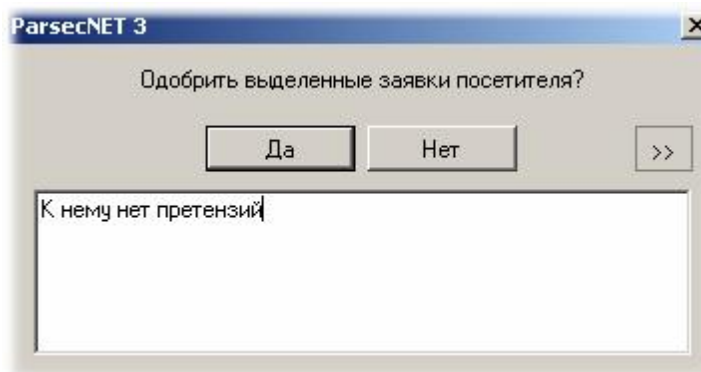 ParsecNET 3
Одобрить выделенные заявки посетителя?
Да Нет >>
К нему нет претензий